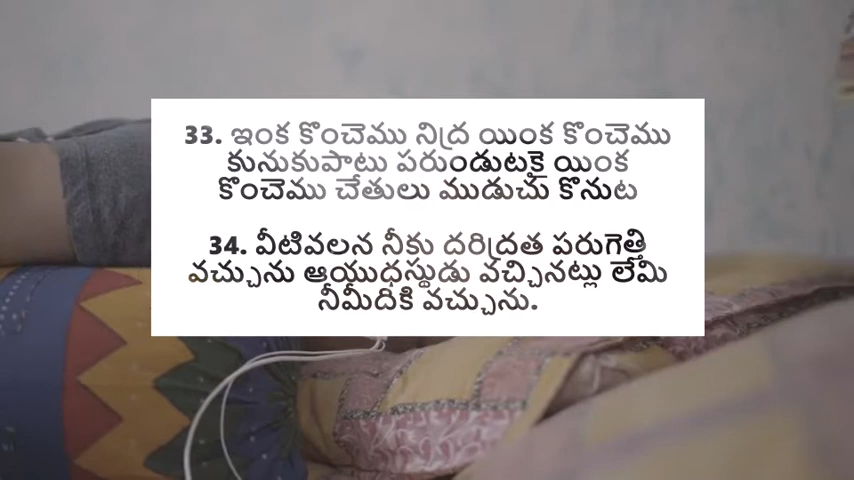 33. ఇంక కొంచెము నిద్ర యింక కొంచెము
కునుకుపాటు పరుండుటకై యింక
కొంచెము చేతులు ముడుచు కొనుట
34. వీటివలన నీకు దరిద్రత పరుగెత్తి
వచ్చును ఆయుధస్థుడు వచ్చినట్లు లేమి
నీమీదికి వచ్చును.